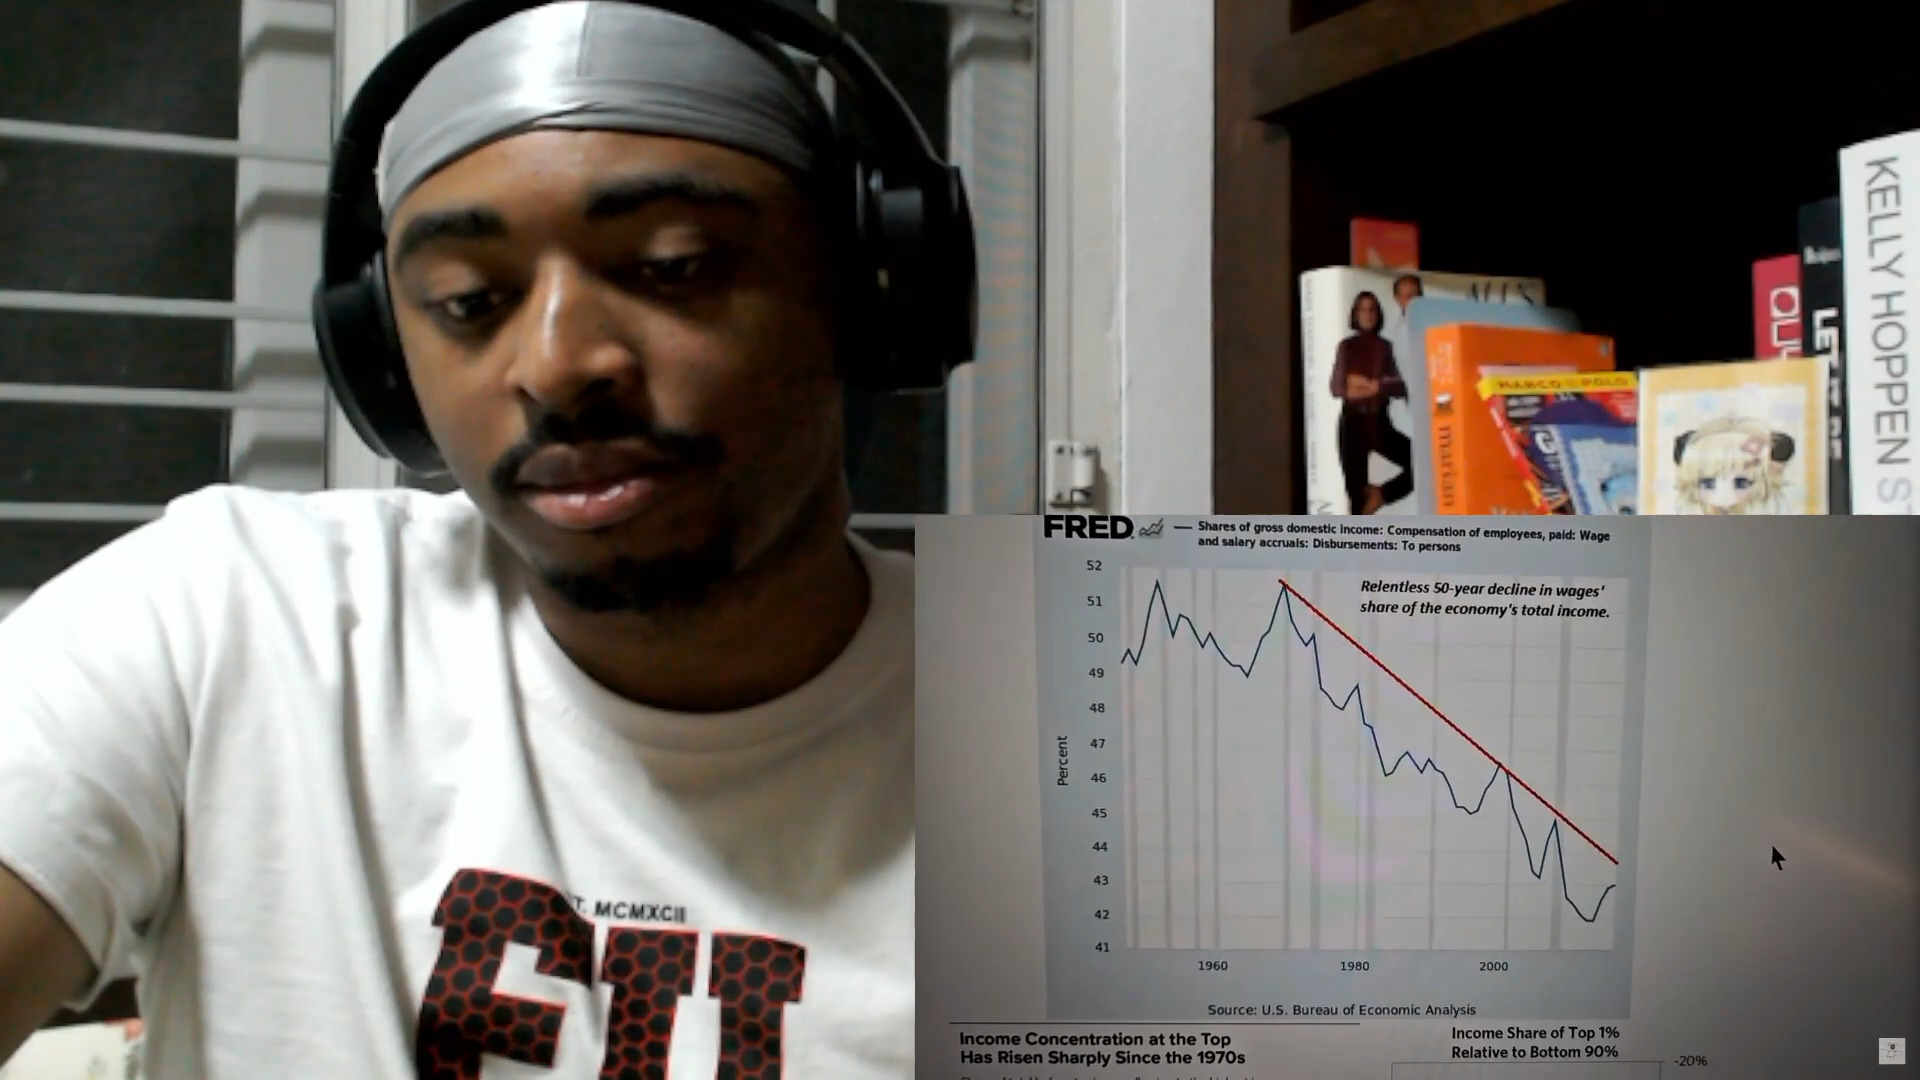 KELLY HOPPEN S
MARCO POLO
T. MCMXCII
FRED
Shares of gross domestic income: Compensation of employees, paid: Wage
and salary accruals: Disbursements: To persons
Relentless 50-year decline in wages'
share of the economy's total income.
Percent
52
51
50
49
48
47
46
45
44
43
42
41
1960
1980
2000
Source: U.S. Bureau of Economic Analysis
Income Concentration at the Top
Has Risen Sharply Since the 1970s
Income Share of Top 1%
Relative to Bottom 90%
-20%